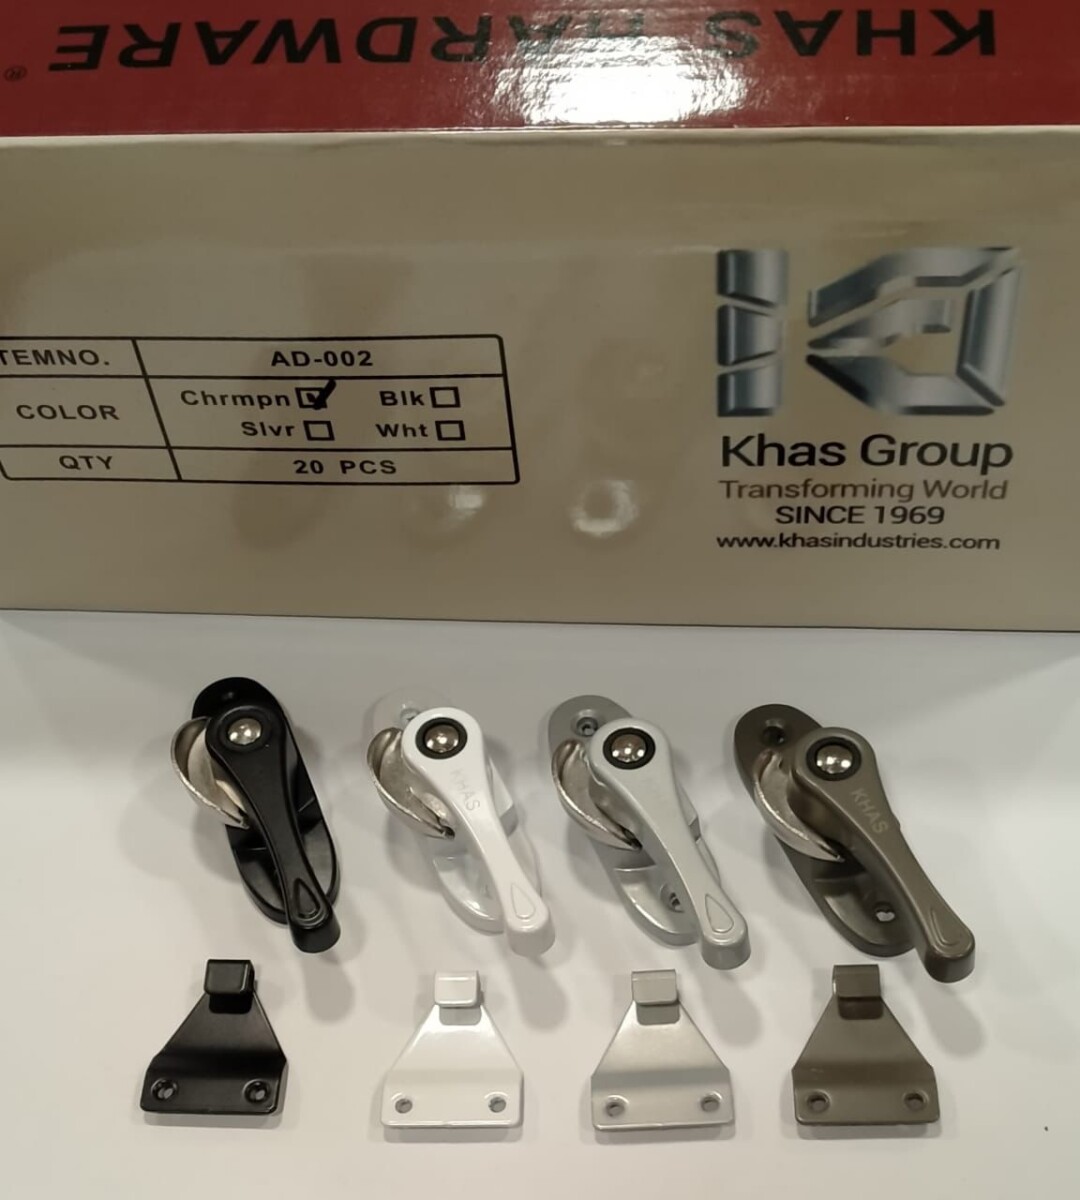 KHAS HARDWARE
®
TEMNO. AD-002
COLOR Chrmpn Blk
Slvr Wht
QTY 20 PCS
Khas Group
Transforming World
SINCE 1969
www.khasindustries.com
KHAS
KHAS